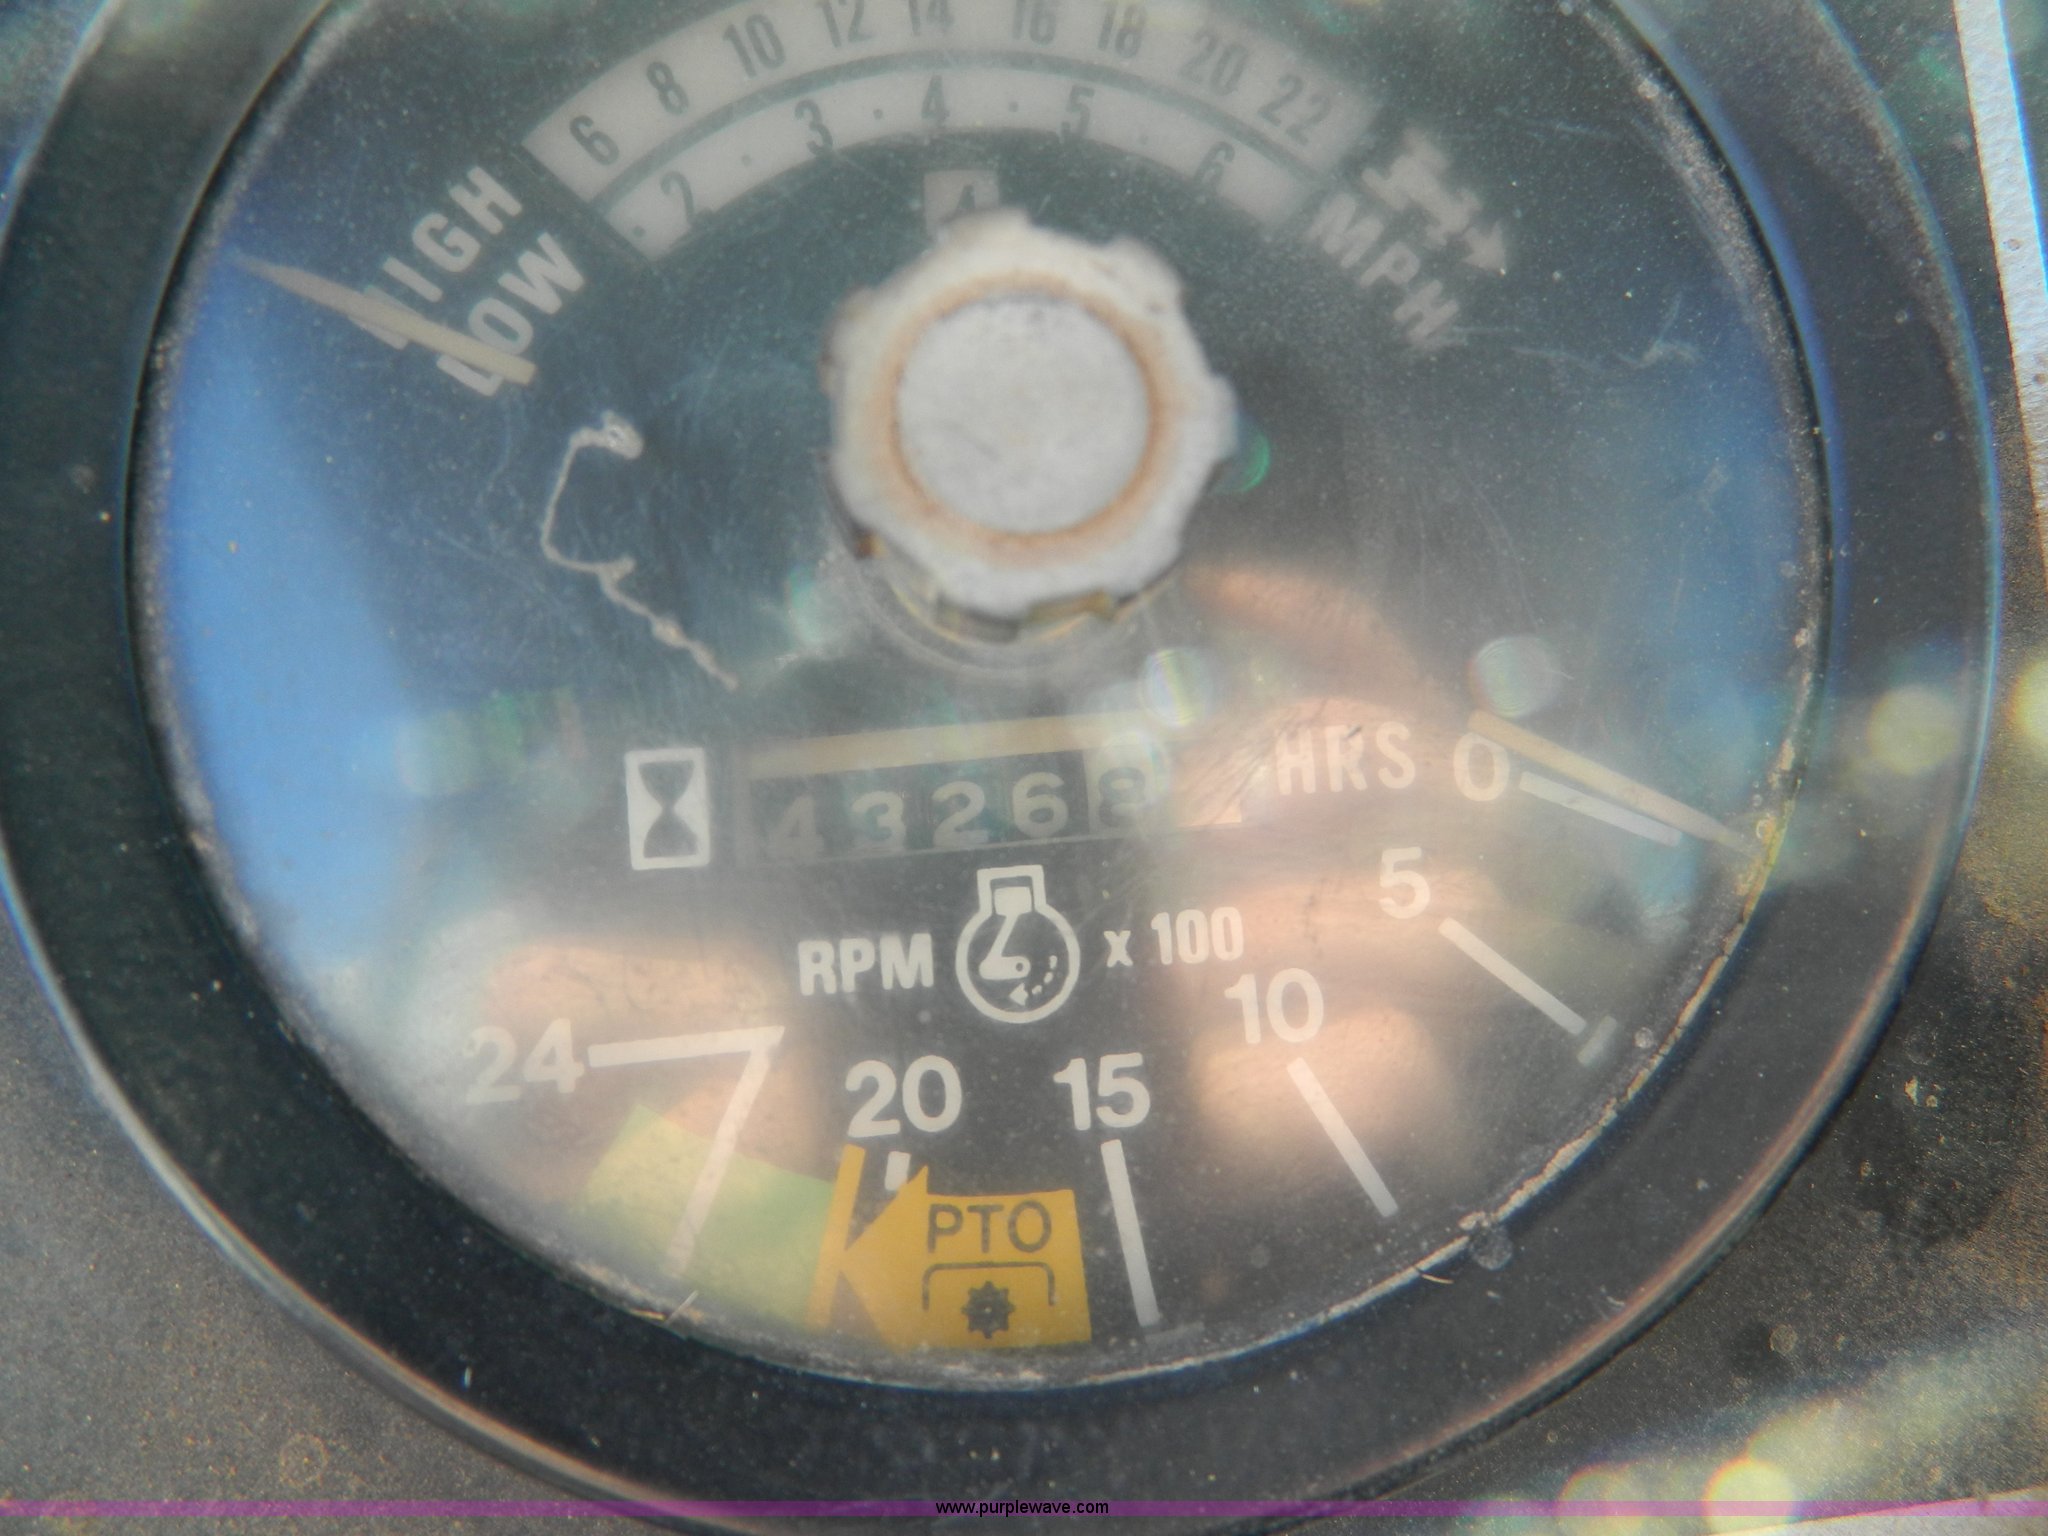 6 8 10 12 14 16 18 20 22
2 · 3 · 4 · 5 · 6
HIGH
LOW
MPH
4
43268 HRS
RPM x 100
0
5
10
15
20
24
PTO
www.purplewave.com